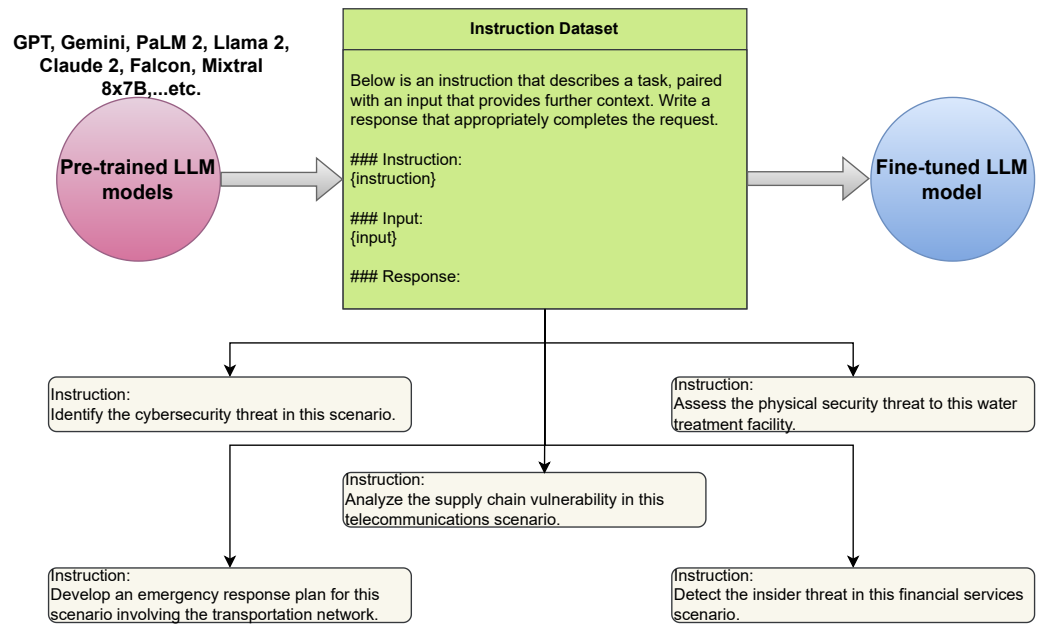 GPT, Gemini, PaLM 2, Llama 2,
Claude 2, Falcon, Mixtral
8x7B,...etc.
Pre-trained LLM
models
Instruction Dataset
Below is an instruction that describes a task, paired
with an input that provides further context. Write a
response that appropriately completes the request.
### Instruction:
{instruction}
### Input:
{input}
### Response:
Fine-tuned LLM
model
Instruction:
Identify the cybersecurity threat in this scenario.
Instruction:
Assess the physical security threat to this water
treatment facility.
Instruction:
Analyze the supply chain vulnerability in this
telecommunications scenario.
Instruction:
Develop an emergency response plan for this
scenario involving the transportation network.
Instruction:
Detect the insider threat in this financial services
scenario.